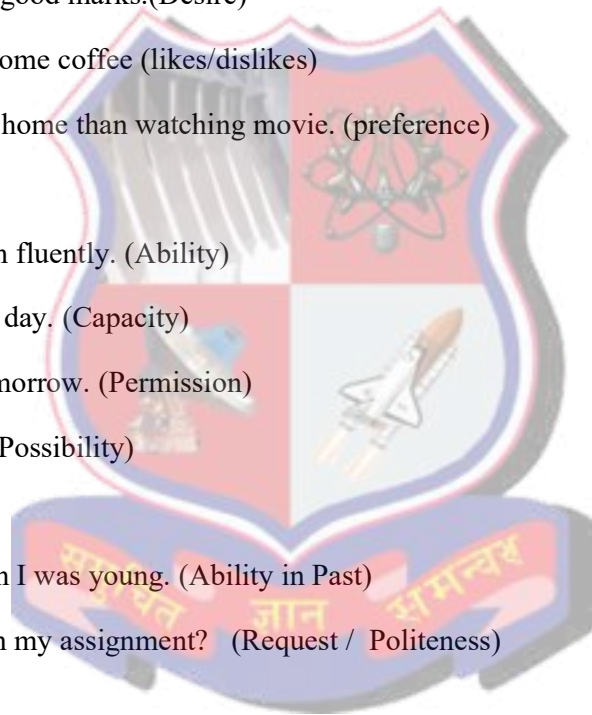 good marks.(Desire)
ome coffee (likes/dislikes)
home than watching movie. (preference)
n fluently. (Ability)
day. (Capacity)
morrow. (Permission)
Possibility)
n I was young. (Ability in Past)
n my assignment? (Request / Politeness)
समुचित ज्ञान समन्वय